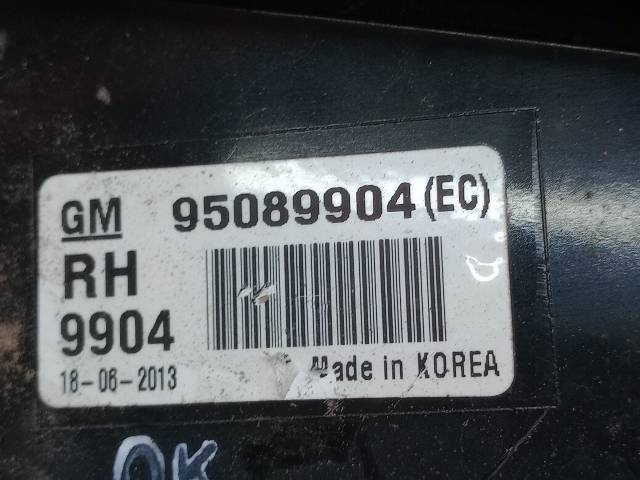 GM 95089904 (EC)
RH
9904
18-06-2013 Made in KOREA
OK